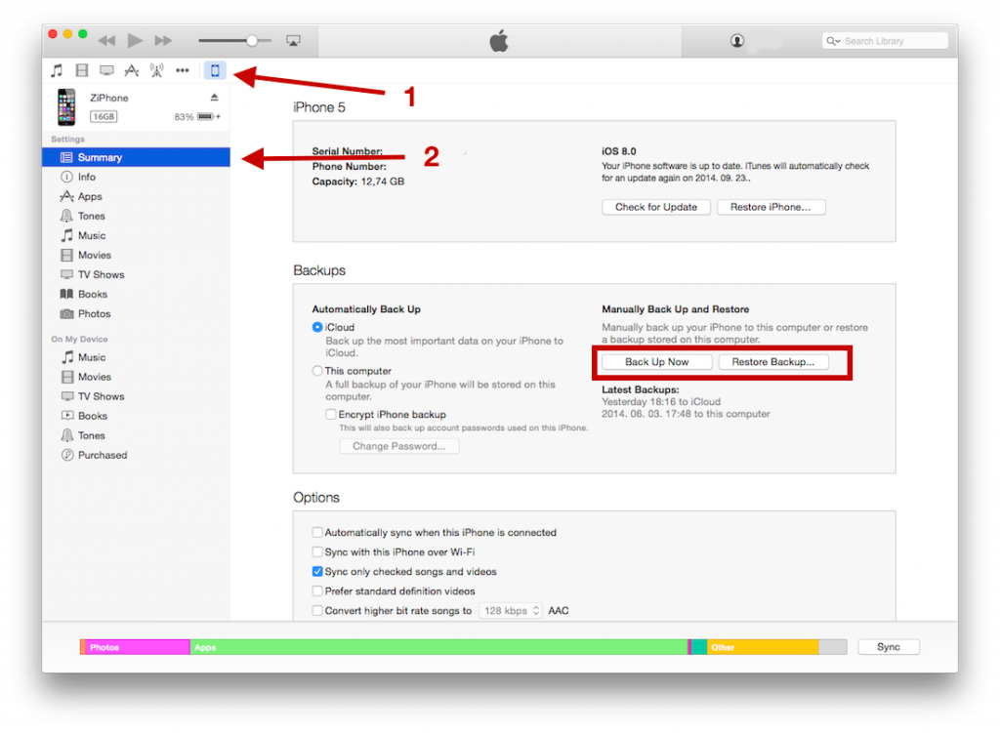 Search Library
1
ZiPhone
16GB
83%
Settings
Summary
Info
Apps
Tones
Music
Movies
TV Shows
Books
Photos
On My Device
Music
Movies
TV Shows
Books
Tones
Purchased
2
iPhone 5
Serial Number:
Phone Number:
Capacity: 12,74 GB
iOS 8.0
Your iPhone software is up to date. iTunes will automatically check
for an update again on 2014. 09. 23..
Check for Update
Restore iPhone...
Backups
Automatically Back Up
iCloud
Back up the most important data on your iPhone to
iCloud.
This computer
A full backup of your iPhone will be stored on this
computer.
Encrypt iPhone backup
This will also back up account passwords used on this iPhone.
Change Password...
Manually Back Up and Restore
Manually back up your iPhone to this computer or restore
a backup stored on this computer.
Back Up Now
Restore Backup...
Latest Backups:
Yesterday 18:16 to iCloud
2014. 06. 03. 17:48 to this computer
Options
Automatically sync when this iPhone is connected
Sync with this iPhone over Wi-Fi
Sync only checked songs and videos
Prefer standard definition videos
Convert higher bit rate songs to 128 kbps AAC
Photos
Apps
Other
Sync